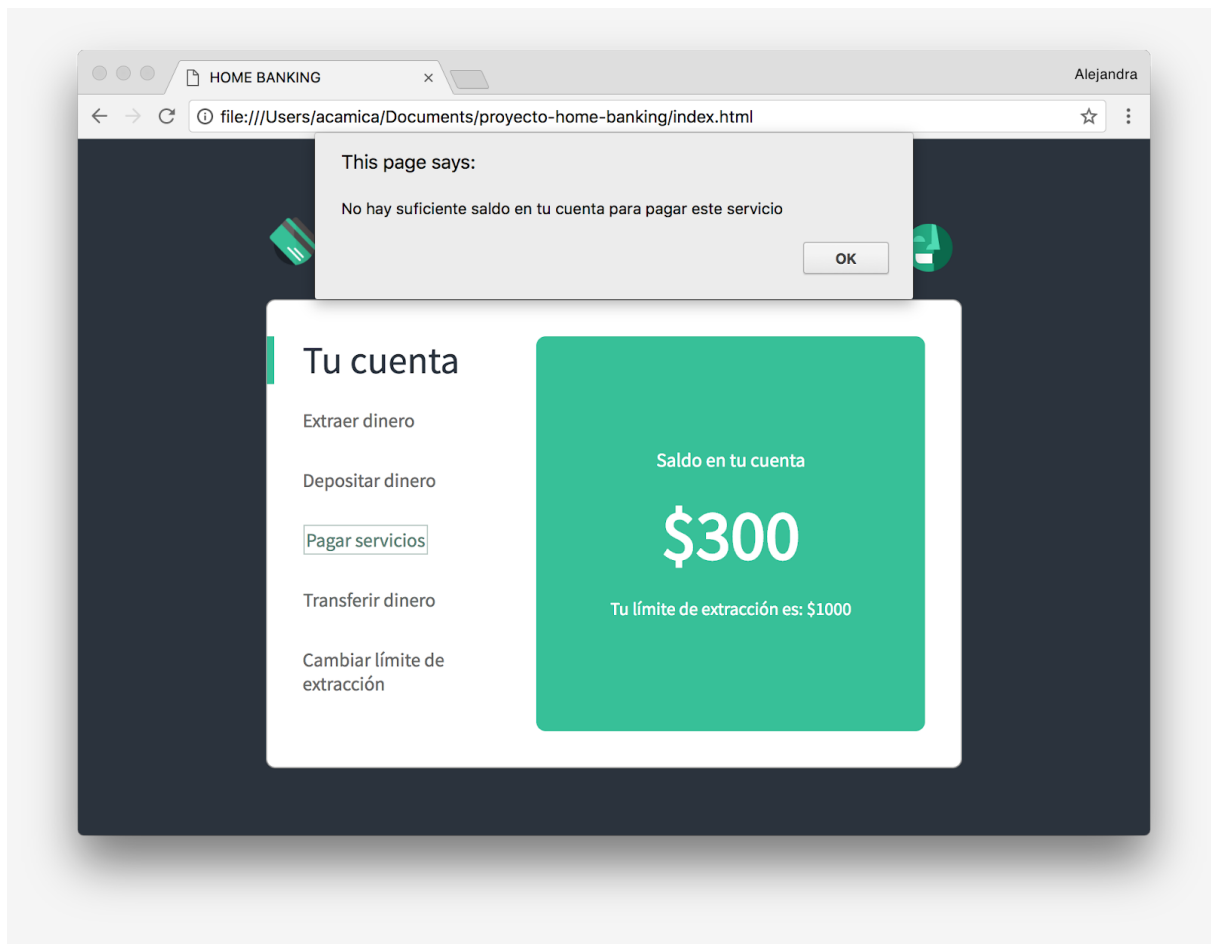 HOME BANKING
Alejandra
file:///Users/acamica/Documents/proyecto-home-banking/index.html
This page says:
No hay suficiente saldo en tu cuenta para pagar este servicio
OK
Tu cuenta
Extraer dinero
Depositar dinero
Pagar servicios
Transferir dinero
Cambiar límite de
extracción
Saldo en tu cuenta
$300
Tu límite de extracción es: $1000